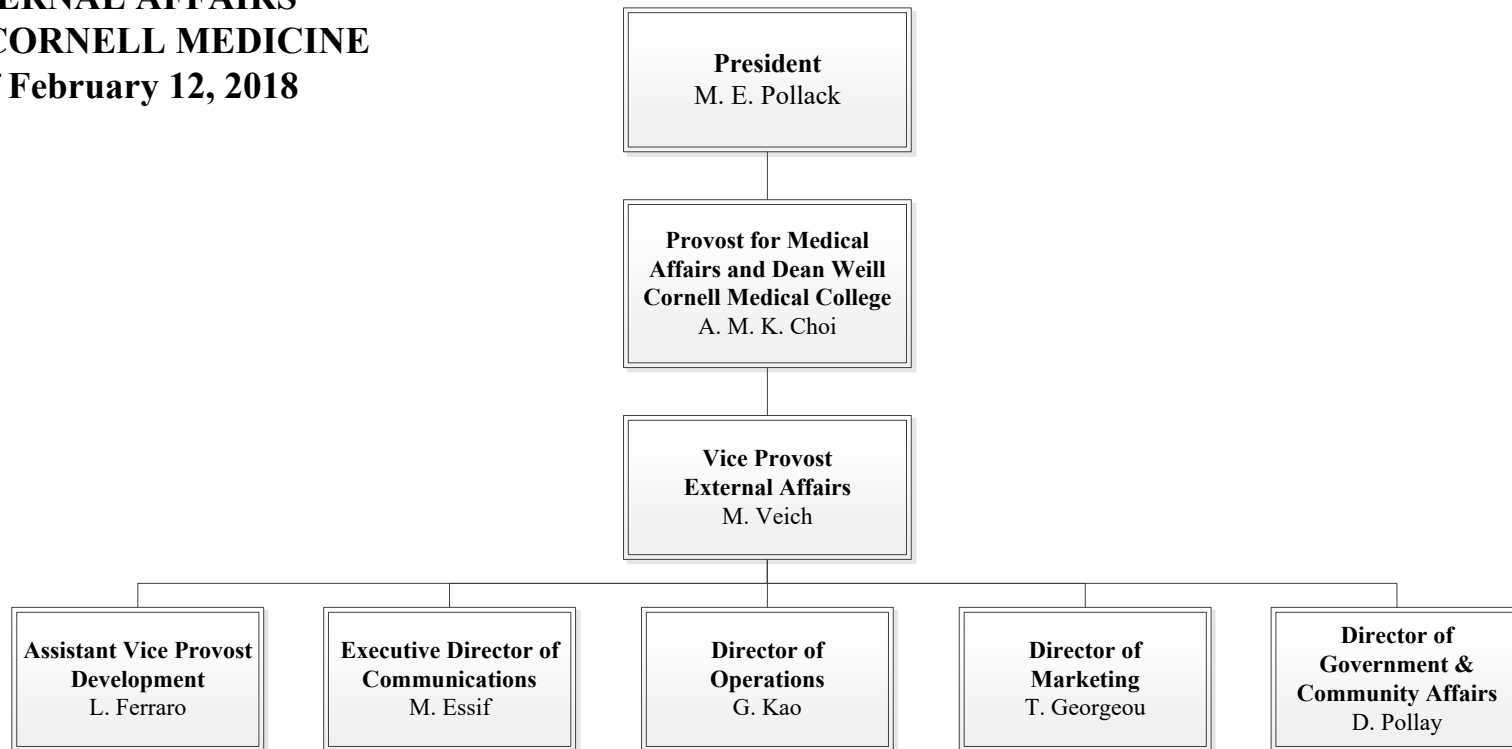 CORNELL MEDICINE
February 12, 2018
President
M. E. Pollack
Provost for Medical
Affairs and Dean Weill
Cornell Medical College
A. M. K. Choi
Vice Provost
External Affairs
M. Veich
Assistant Vice Provost
Development
L. Ferraro
Executive Director of
Communications
M. Essif
Director of
Operations
G. Kao
Director of
Marketing
T. Georgeou
Director of
Government &
Community Affairs
D. Pollay